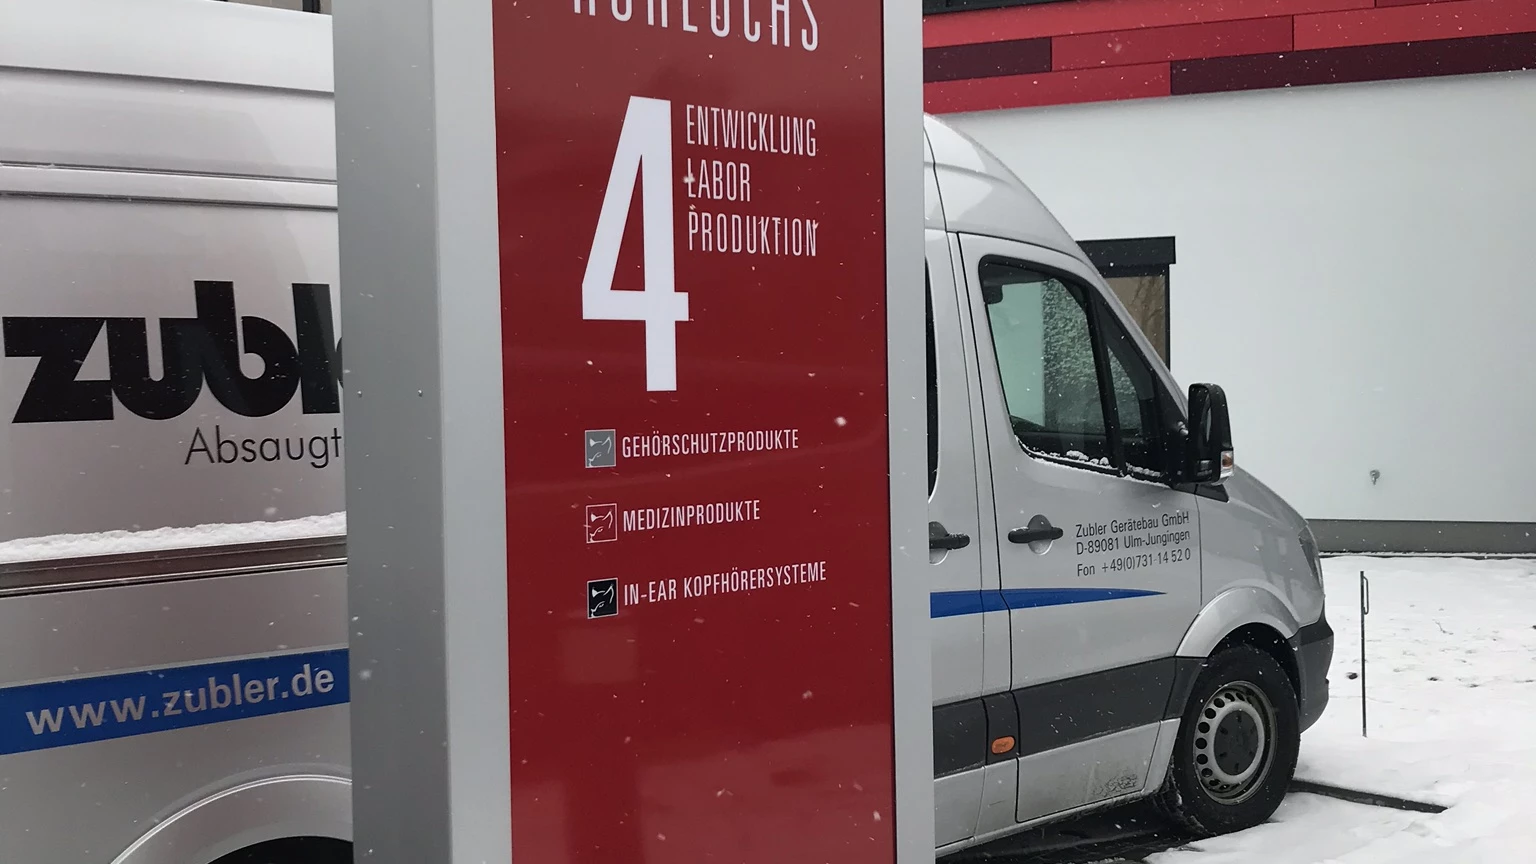 HÖRLUCHS
4
ENTWICKLUNG
LABOR
PRODUKTION
GEHÖRSCHUTZPRODUKTE
MEDIZINPRODUKTE
IN-EAR KOPFHÖRERSYSTEME
zubler
Absaugt
www.zubler.de
Zubler Gerätebau GmbH
D-89081 Ulm-Jungingen
Fon +49(0)731-14 52 0